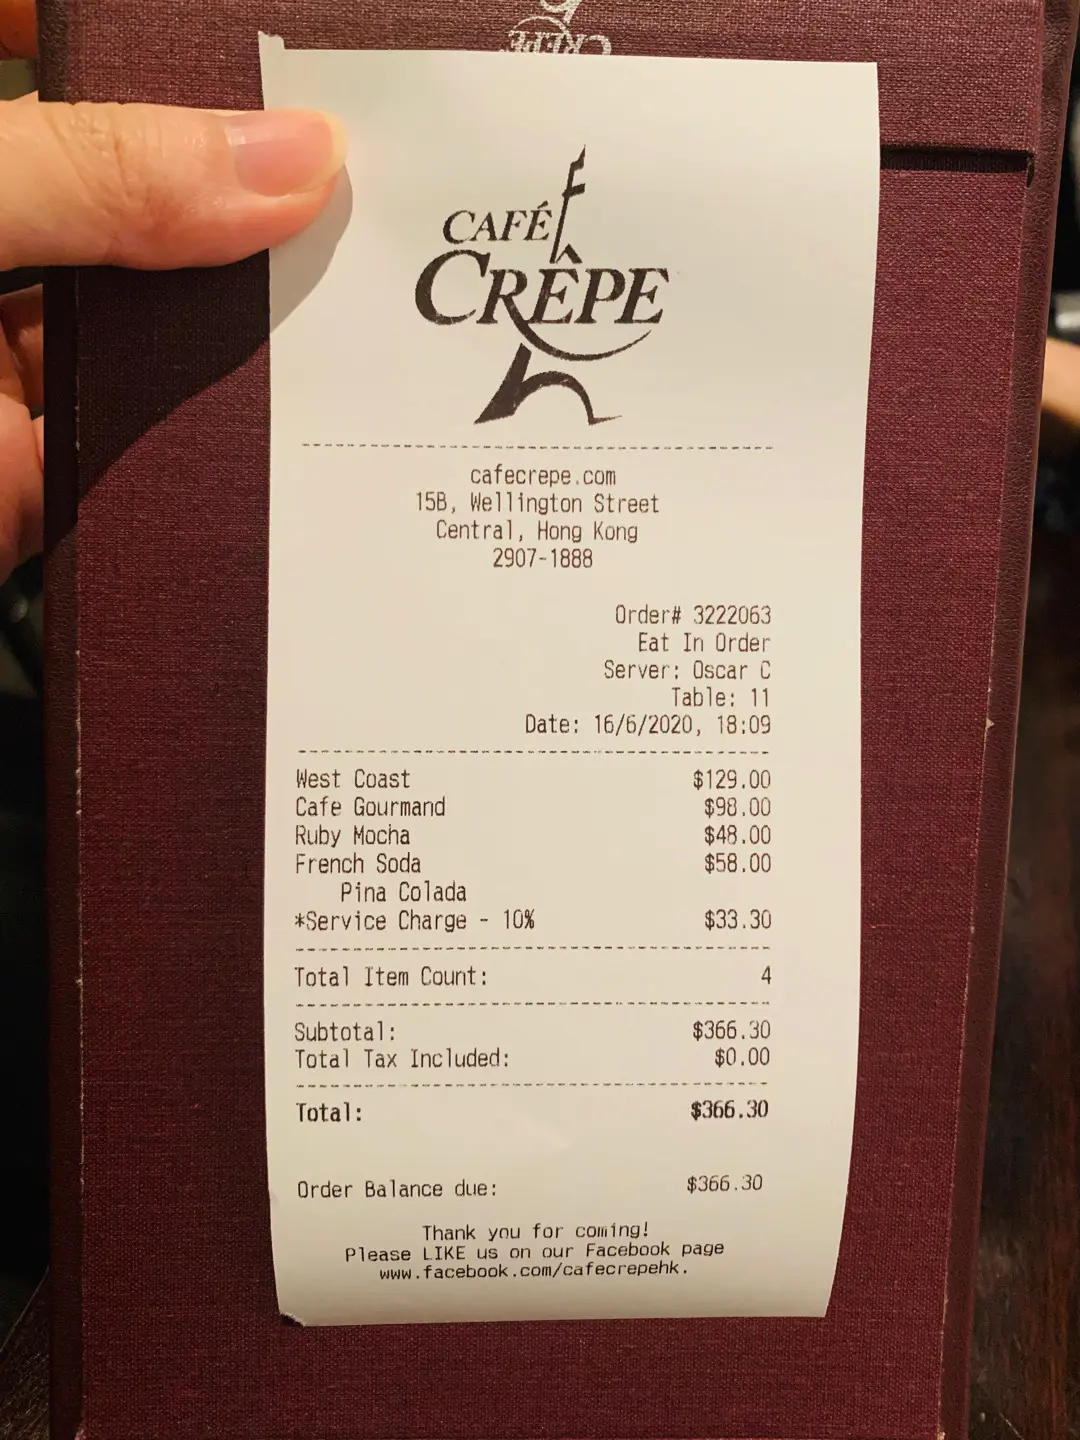 CRÊPE
CAFÉ
CRÊPE
cafecrepe.com
15B, Wellington Street
Central, Hong Kong
2907-1888
Order# 3222063
Eat In Order
Server: Oscar C
Table: 11
Date: 16/6/2020, 18:09
West Coast $129.00
Cafe Gourmand $98.00
Ruby Mocha $48.00
French Soda $58.00
Pina Colada
*Service Charge - 10% $33.30
Total Item Count: 4
Subtotal: $366.30
Total Tax Included: $0.00
Total: $366.30
Order Balance due: $366.30
Thank you for coming!
Please LIKE us on our Facebook page
www.facebook.com/cafecrepehk.